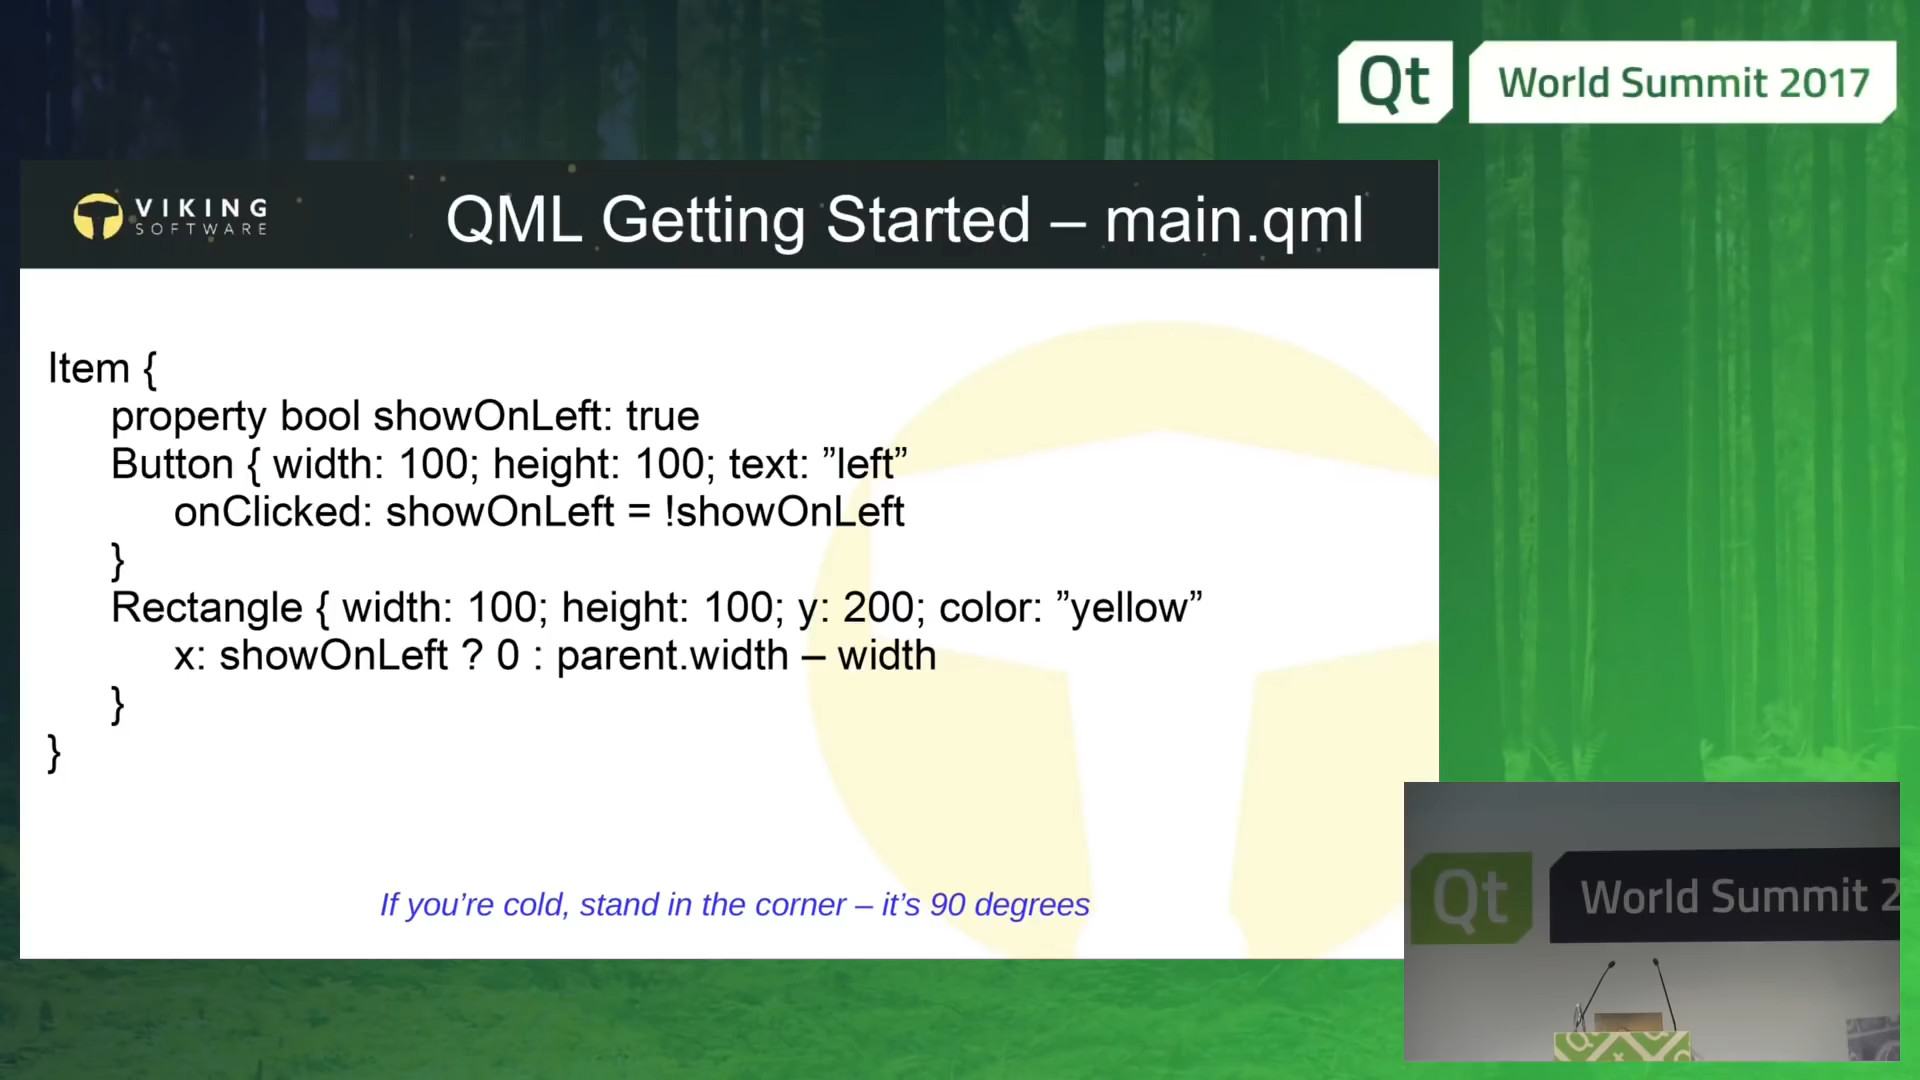 Qt World Summit 2017
VIKING
SOFTWARE
QML Getting Started – main.qml
Item {
property bool showOnLeft: true
Button { width: 100; height: 100; text: ”left”
onClicked: showOnLeft = !showOnLeft
}
Rectangle { width: 100; height: 100; y: 200; color: ”yellow”
x: showOnLeft ? 0 : parent.width – width
}
}
If you’re cold, stand in the corner – it’s 90 degrees
Qt World Summit 2